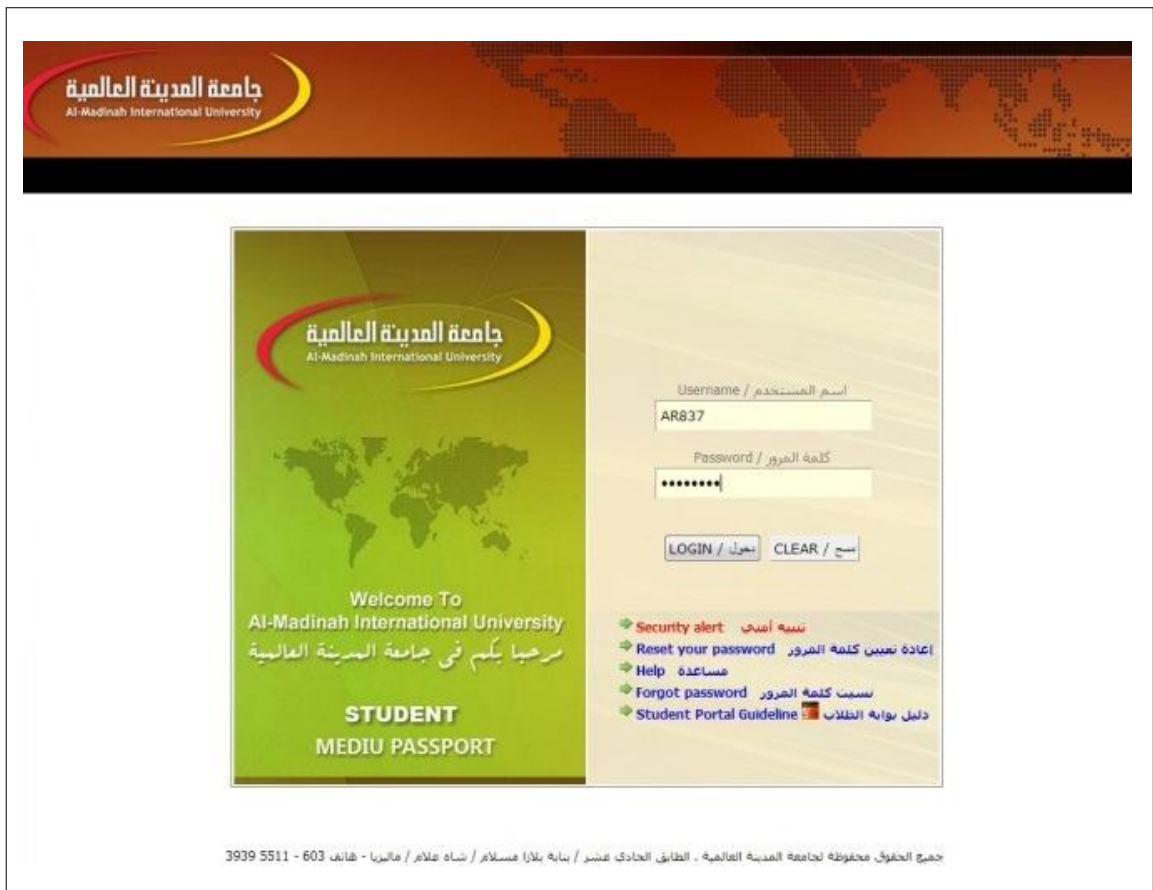 جامعة المدينة العالمية
Al-Madinah International University
جامعة المدينة العالمية
Al-Madinah International University
Welcome To
Al-Madinah International University
مرحبا بكم في جامعة المدينة العالمية
STUDENT
MEDIU PASSPORT
Username / اسم المستخدم
AR837
Password / كلمة المرور
••••••••
LOGIN / دخول
CLEAR / مسح
Security alert تنبيه أمني
Reset your password إعادة تعيين كلمة المرور
Help مساعدة
Forgot password نسيت كلمة المرور
Student Portal Guideline دليل بوابة الطلاب
جميع الحقوق محفوظة لجامعة المدينة العالمية . الطابق الحادي عشر / بناية بلازا مسالام / شاه علام / ماليزيا - هاتف 603 - 5511 3939